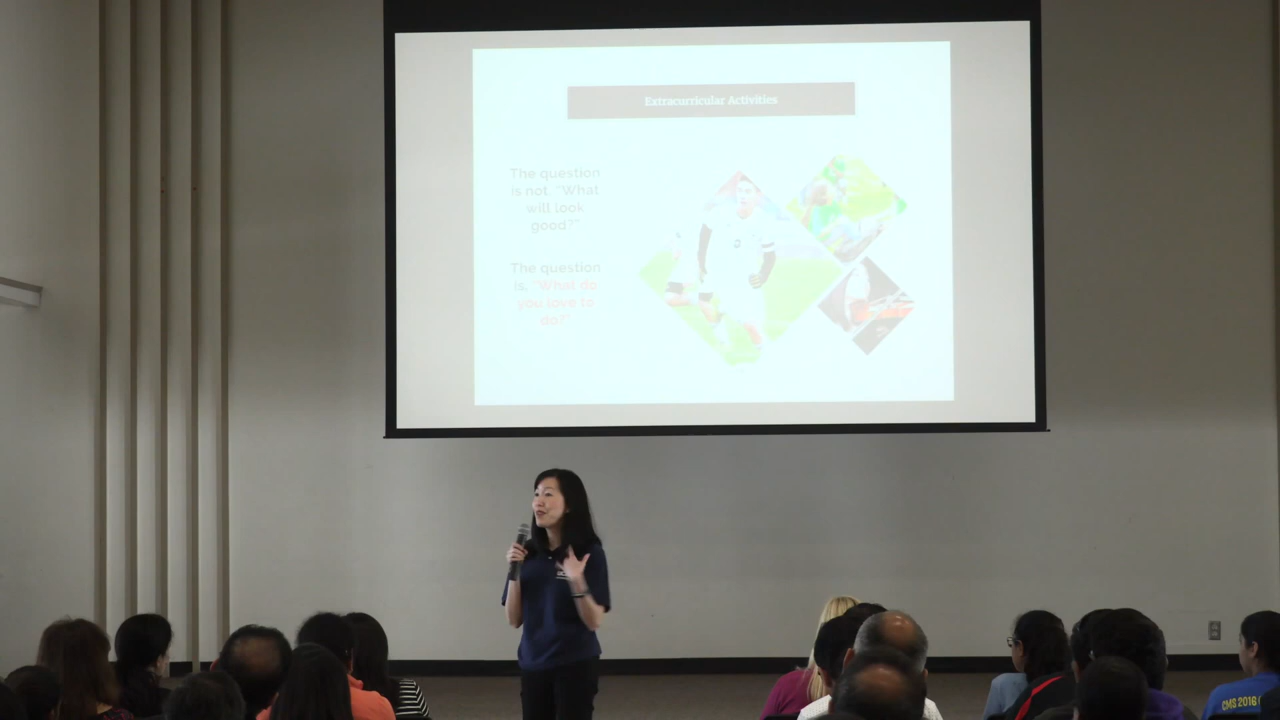 Extracurricular Activities
The question
is not, "What
will look
good?"
The question
is, "What do
you love to
do?"
CMS 2016